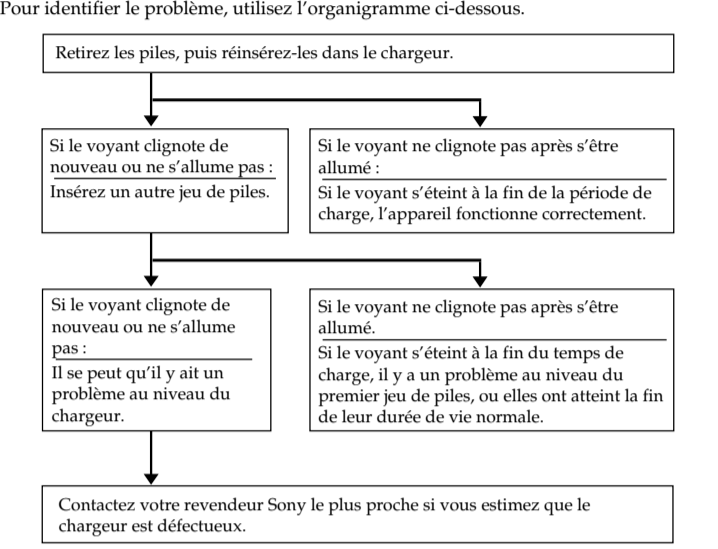 Pour identifier le problème, utilisez l'organigramme ci-dessous.
Retirez les piles, puis réinsérez-les dans le chargeur.
Si le voyant clignote de
nouveau ou ne s'allume pas :
Insérez un autre jeu de piles.
Si le voyant ne clignote pas après s'être
allumé :
Si le voyant s'éteint à la fin de la période de
charge, l'appareil fonctionne correctement.
Si le voyant clignote de
nouveau ou ne s'allume
pas :
Il se peut qu'il y ait un
problème au niveau du
chargeur.
Si le voyant ne clignote pas après s'être
allumé.
Si le voyant s'éteint à la fin du temps de
charge, il y a un problème au niveau du
premier jeu de piles, ou elles ont atteint la fin
de leur durée de vie normale.
Contactez votre revendeur Sony le plus proche si vous estimez que le
chargeur est défectueux.